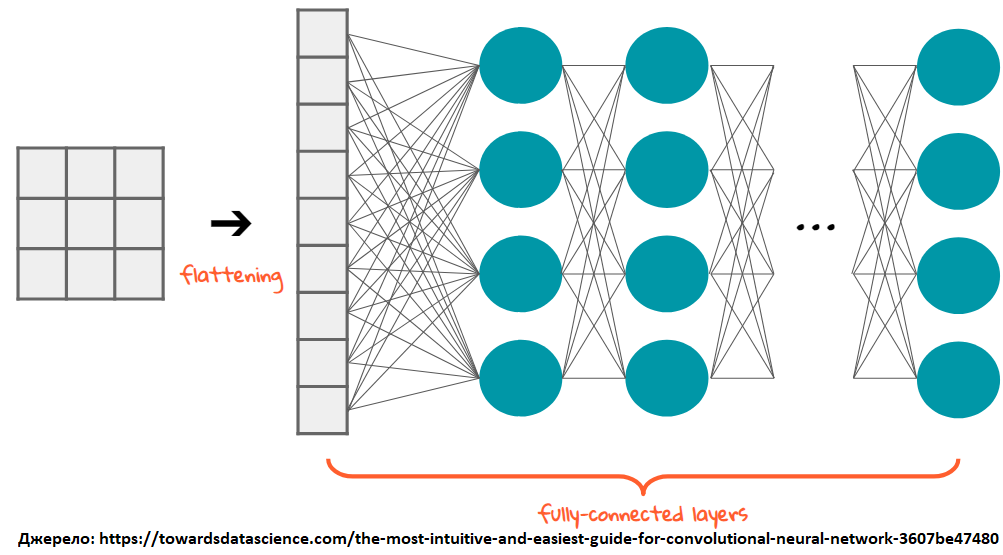 flattening
...
fully-connected layers
Джерело: https://towardsdatascience.com/the-most-intuitive-and-easiest-guide-for-convolutional-neural-network-3607be47480